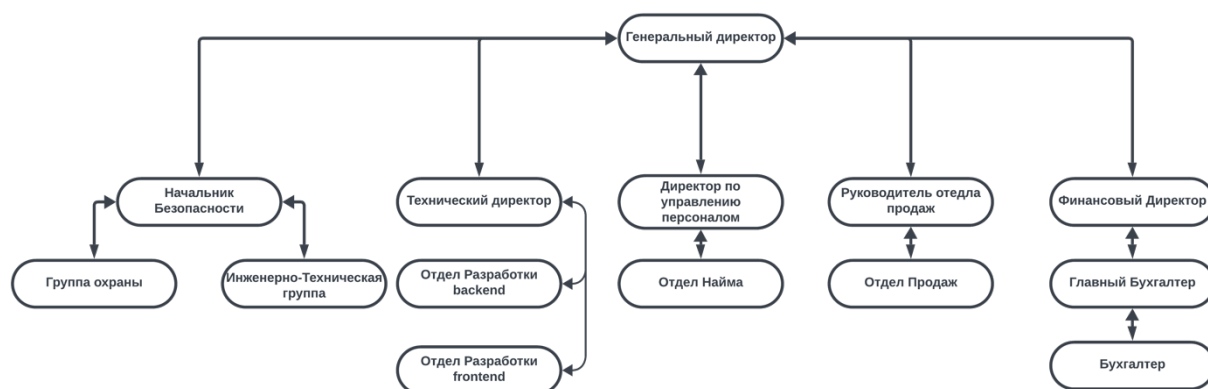 Генеральный директор
Начальник
Безопасности
Технический директор
Директор по
управлению
персоналом
Руководитель отедла
продаж
Финансовый Директор
Группа охраны
Инженерно-Техническая
группа
Отдел Разработки
backend
Отдел Найма
Отдел Продаж
Главный Бухгалтер
Отдел Разработки
frontend
Бухгалтер